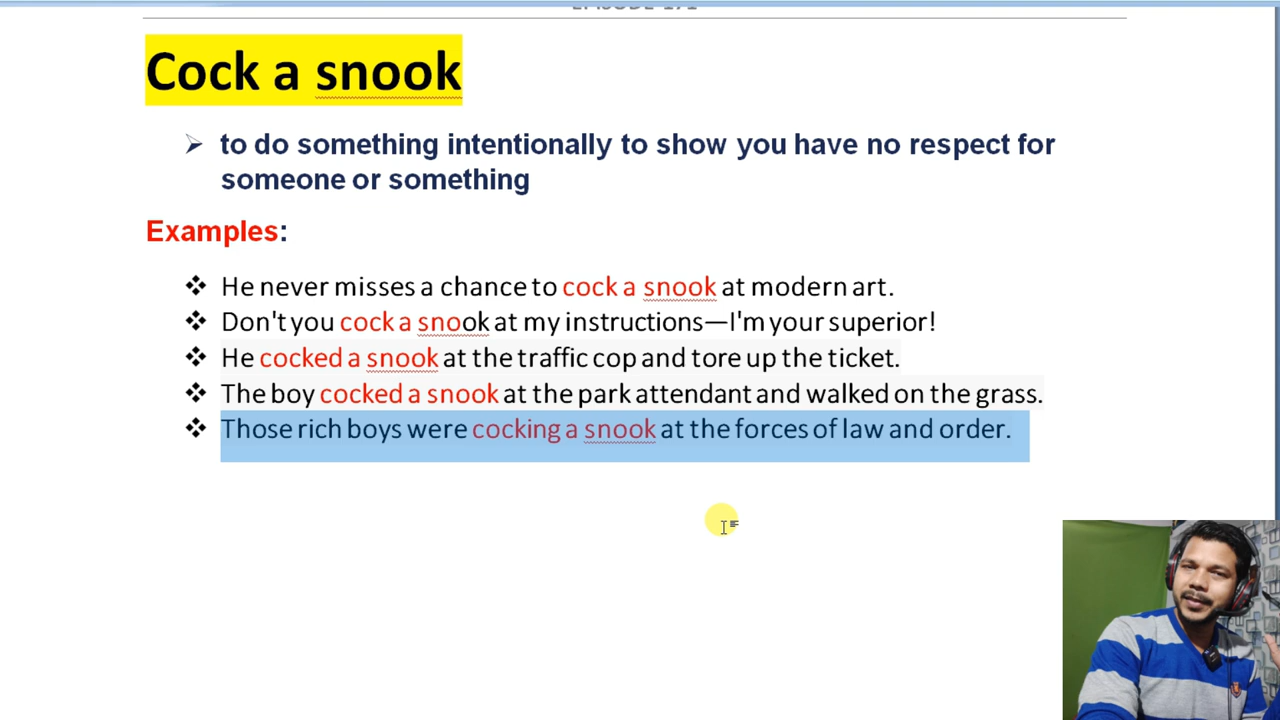 Cock a snook
➢ to do something intentionally to show you have no respect for
someone or something
Examples:
❖ He never misses a chance to cock a snook at modern art.
❖ Don't you cock a snook at my instructions—I'm your superior!
❖ He cocked a snook at the traffic cop and tore up the ticket.
❖ The boy cocked a snook at the park attendant and walked on the grass.
❖ Those rich boys were cocking a snook at the forces of law and order.